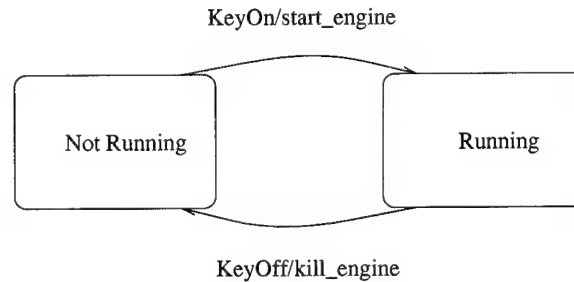 KeyOn/start_engine
Not Running
Running
KeyOff/kill_engine